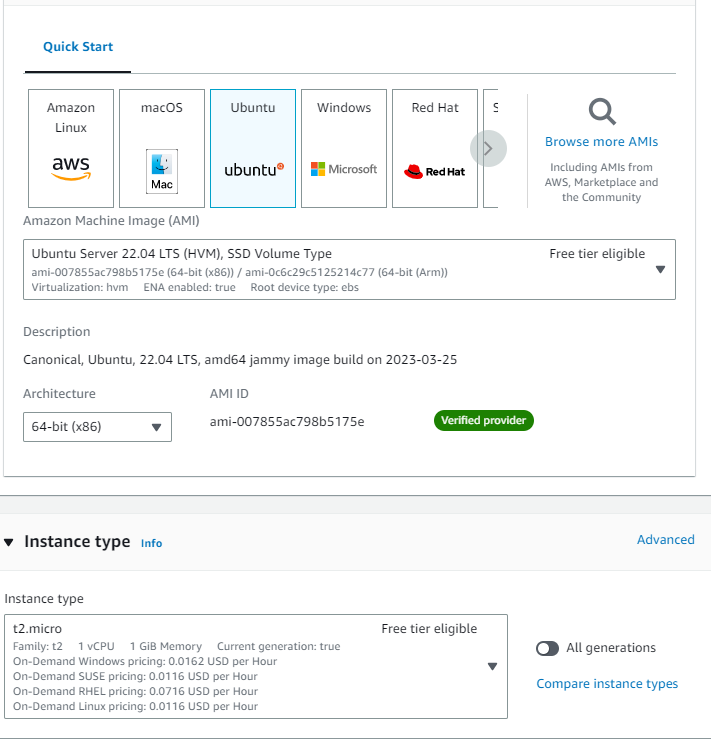 Quick Start
Amazon
Linux
aws
macOS
Mac
Ubuntu
ubuntu
Windows
Microsoft
Red Hat
Red Hat
S
Browse more AMIs
Including AMIs from
AWS, Marketplace and
the Community
Amazon Machine Image (AMI)
Ubuntu Server 22.04 LTS (HVM), SSD Volume Type
Free tier eligible
ami-007855ac798b5175e (64-bit (x86)) / ami-0c6c29c5125214c77 (64-bit (Arm))
Virtualization: hvm ENA enabled: true Root device type: ebs
Description
Canonical, Ubuntu, 22.04 LTS, amd64 jammy image build on 2023-03-25
Architecture
AMI ID
64-bit (x86)
ami-007855ac798b5175e
Verified provider
Instance type Info
Advanced
Instance type
t2.micro
Free tier eligible
Family: t2 1 vCPU 1 GiB Memory Current generation: true
On-Demand Windows pricing: 0.0162 USD per Hour
On-Demand SUSE pricing: 0.0116 USD per Hour
On-Demand RHEL pricing: 0.0716 USD per Hour
On-Demand Linux pricing: 0.0116 USD per Hour
All generations
Compare instance types